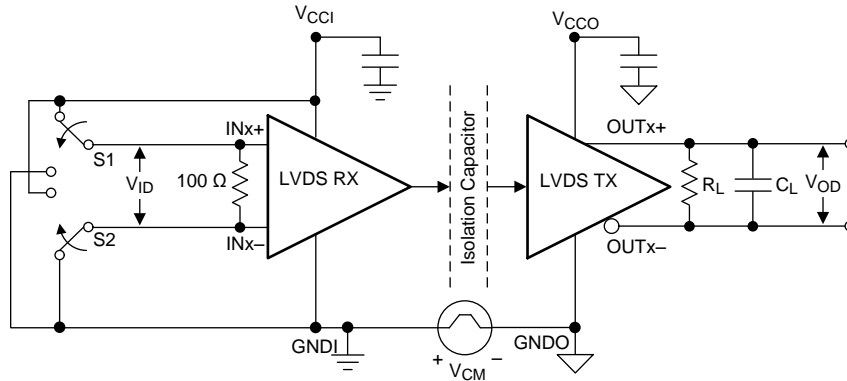 VCCI
VCCO
INx+
OUTx+
S1
VID
100 Ω
LVDS RX
Isolation Capacitor
LVDS TX
RL
CL
VOD
S2
INx–
OUTx–
GNDI
GNDO
+
VCM
–